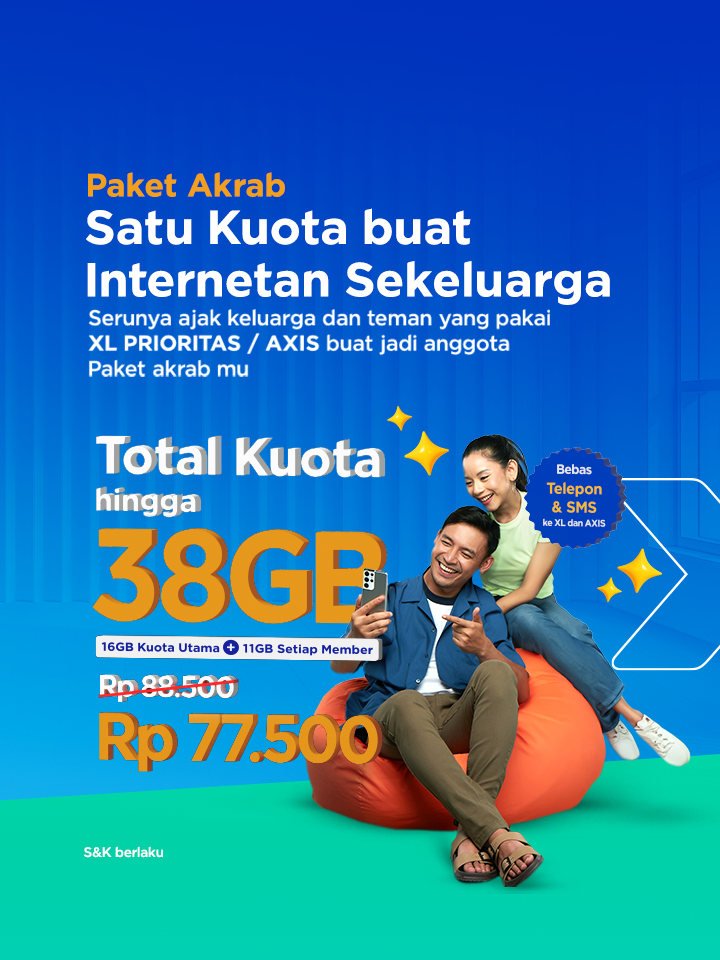 Paket Akrab
Satu Kuota buat
Internetan Sekeluarga
Serunya ajak keluarga dan teman yang pakai
XL PRIORITAS / AXIS buat jadi anggota
Paket akrab mu
Total Kuota
hingga
38GB
16GB Kuota Utama + 11GB Setiap Member
Rp 88.500
Rp 77.500
Bebas
Telepon
& SMS
ke XL dan AXIS
S&K berlaku